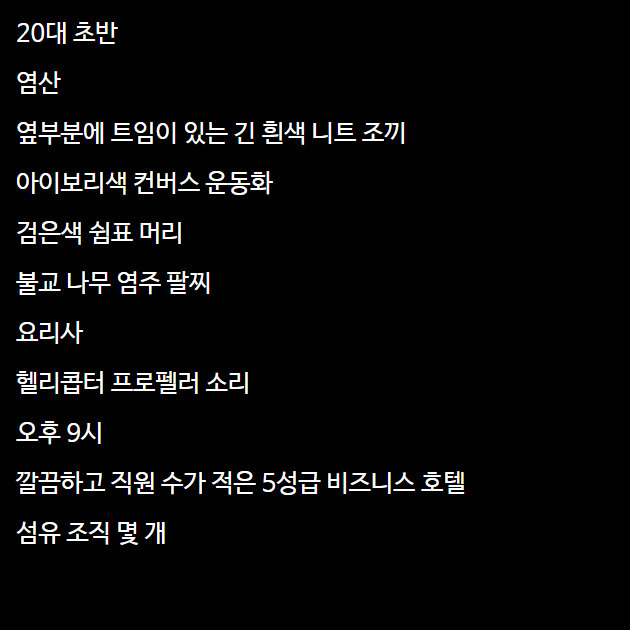 20대 초반
염산
옆부분에 트임이 있는 긴 흰색 니트 조끼
아이보리색 컨버스 운동화
검은색 쉼표 머리
불교 나무 염주 팔찌
요리사
헬리콥터 프로펠러 소리
오후 9시
깔끔하고 직원 수가 적은 5성급 비즈니스 호텔
섬유 조직 몇 개